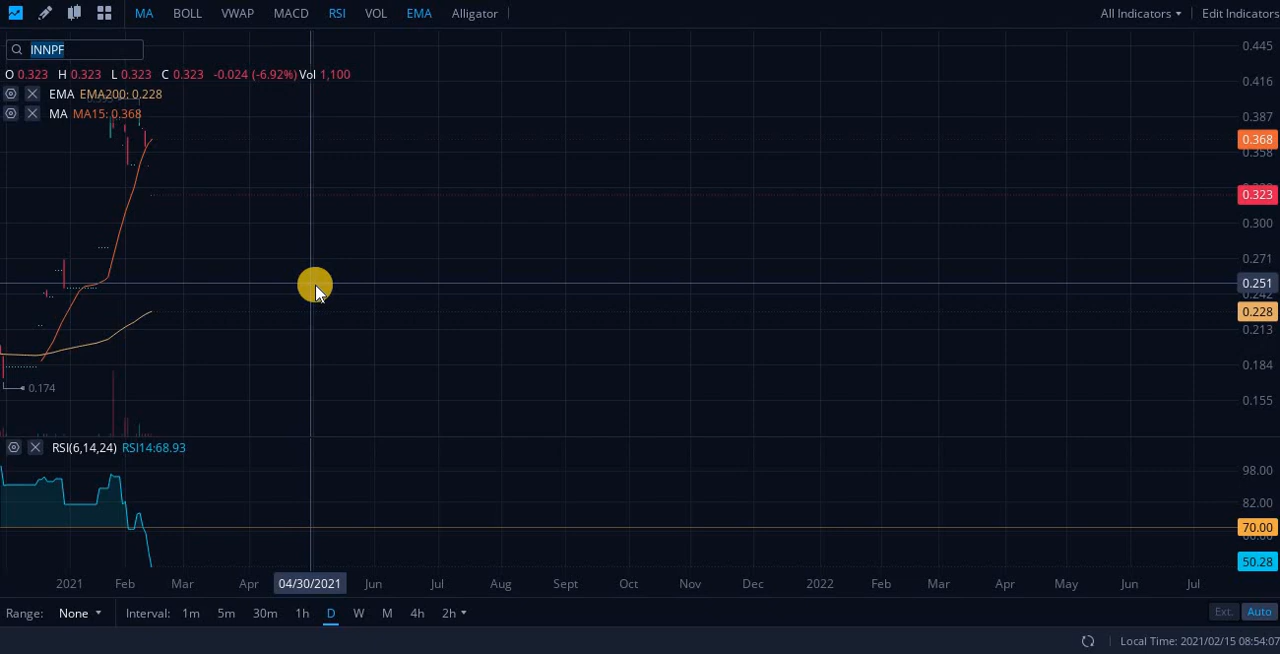 MA BOLL VWAP MACD RSI VOL EMA Alligator All Indicators Edit Indicators
INNPF
O 0.323 H 0.323 L 0.323 C 0.323 -0.024 (-6.92%) Vol 1,100
EMA EMA200: 0.228
MA MA15: 0.368
0.445
0.416
0.387
0.368
0.358
0.323
0.300
0.271
0.251
0.242
0.228
0.213
0.184
0.174
0.155
RSI(6,14,24) RSI14:68.93
98.00
82.00
70.00
50.28
2021 Feb Mar Apr 04/30/2021 Jun Jul Aug Sept Oct Nov Dec 2022 Feb Mar Apr May Jun Jul
Range: None Interval: 1m 5m 30m 1h D W M 4h 2h Ext. Auto
Local Time: 2021/02/15 08:54:07